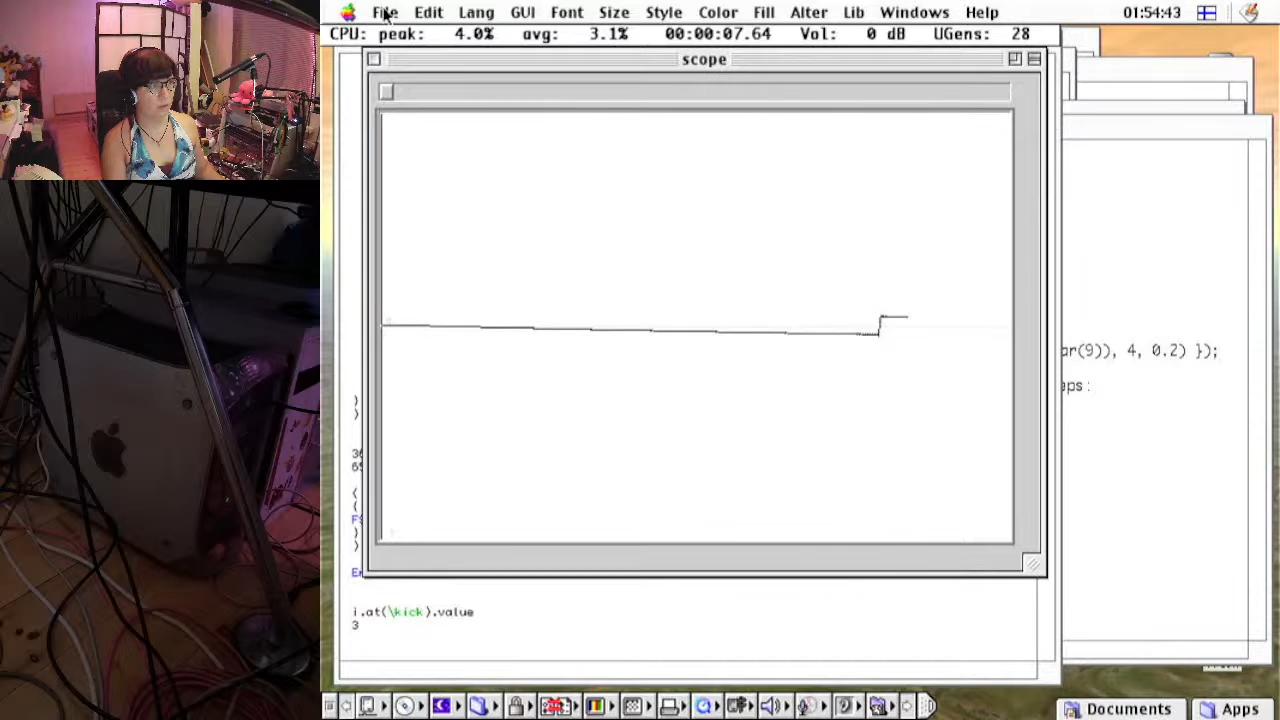 File Edit Lang GUI Font Size Style Color Fill Alter Lib Windows Help 01:54:43
CPU: peak: 4.0% avg: 3.1% 00:00:07.64 Vol: 0 dB UGens: 28
scope
ar(9)), 4, 0.2) });
eps:
)
)
(
(
)
)
i.at(\kick).value
3
Documents Apps